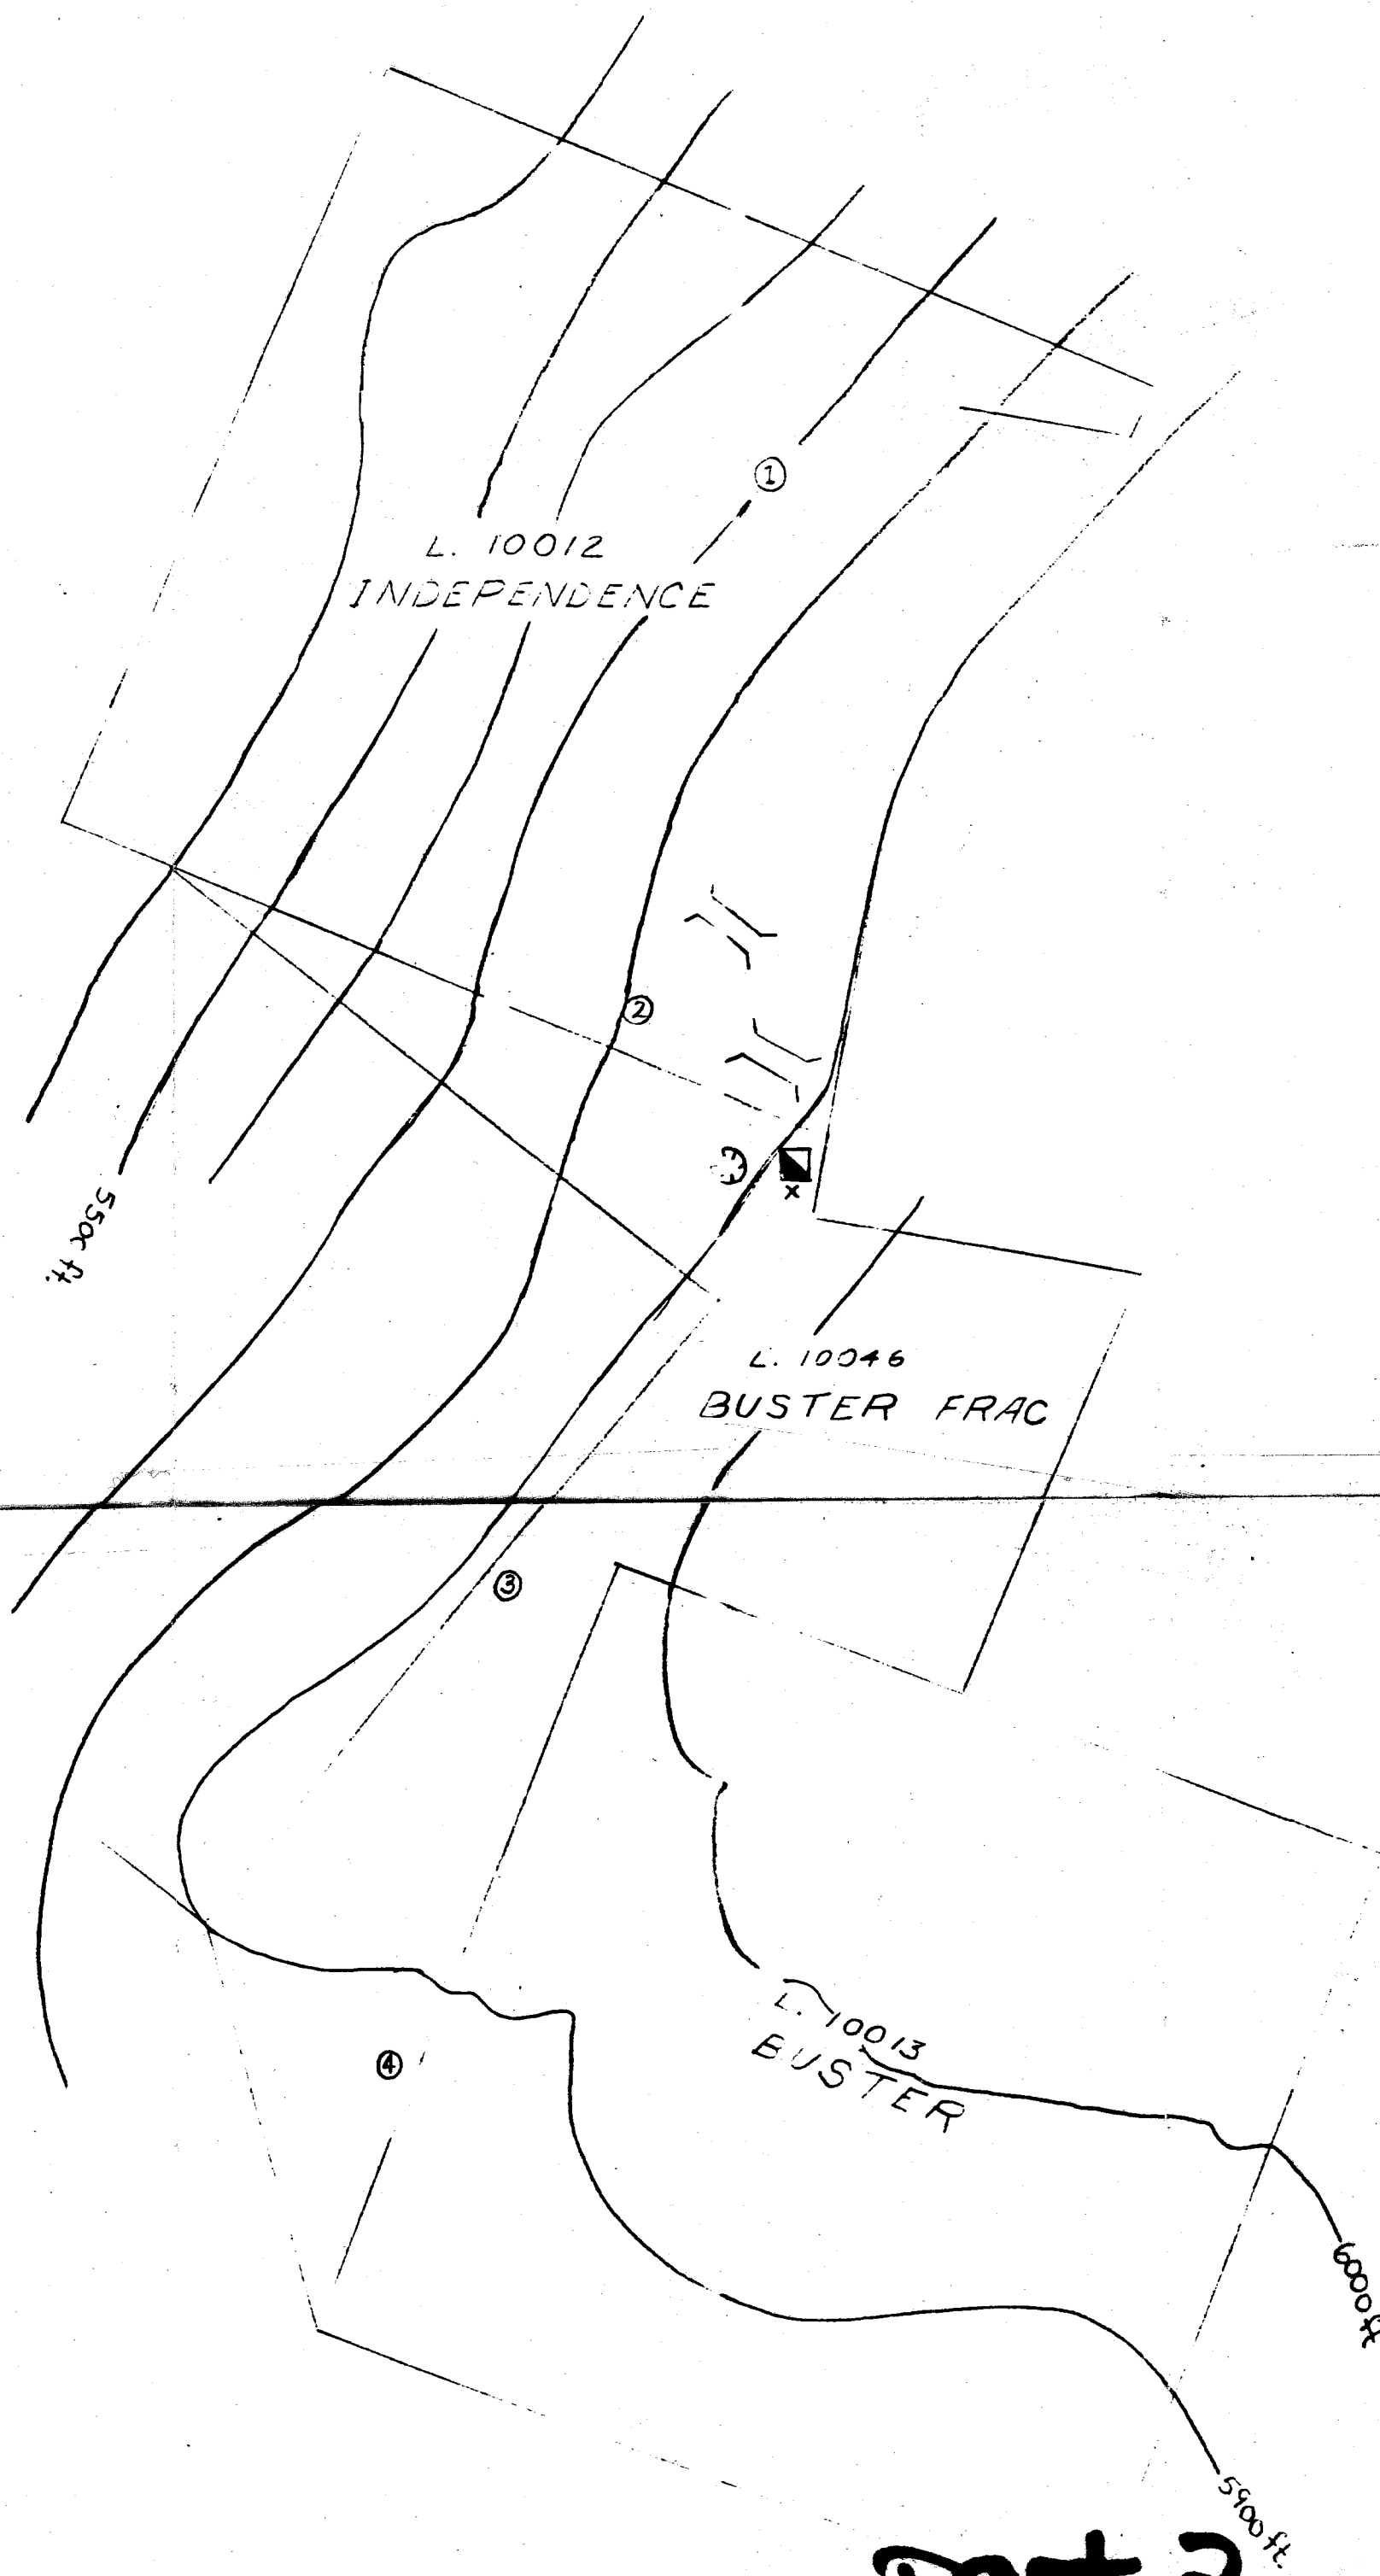 ①
L. 10012
INDEPENDENCE
②
5500 ft.
x
L. 10046
BUSTER FRAC
③
L. 10013
BUSTER
④
6000 ft
5900 ft.